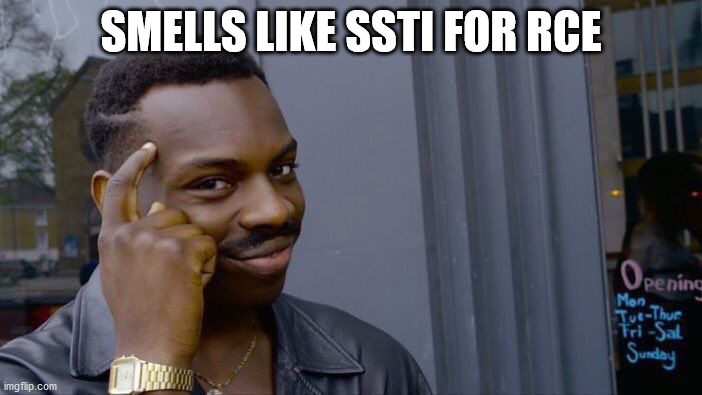 SMELLS LIKE SSTI FOR RCE
Opening
Mon
Tue-Thur
Fri-Sat
Sunday
imgflip.com